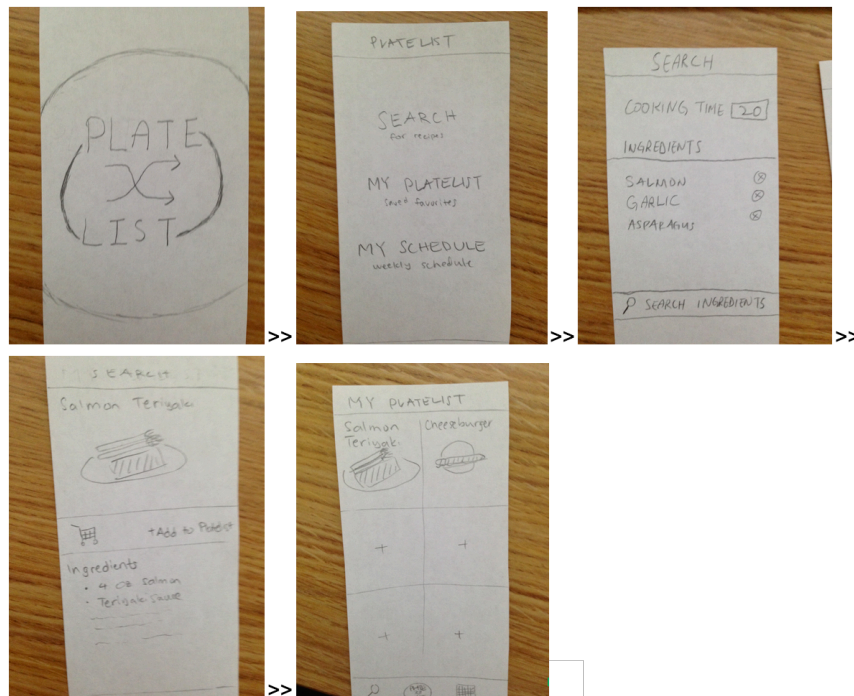 PLATE
LIST
>>
PLATELIST
SEARCH
for recipes
MY PLATELIST
saved favorites
MY SCHEDULE
weekly schedule
>>
SEARCH
COOKING TIME 20
INGREDIENTS
SALMON
GARLIC
ASPARAGUS
SEARCH INGREDIENTS
>>
SEARCH
Salmon Teriyaki
+Add to Platelist
Ingredients
• 4 oz Salmon
• Teriyaki Sauce
>>
MY PLATELIST
Salmon
Teriyaki
Cheeseburger
+ +
+ +